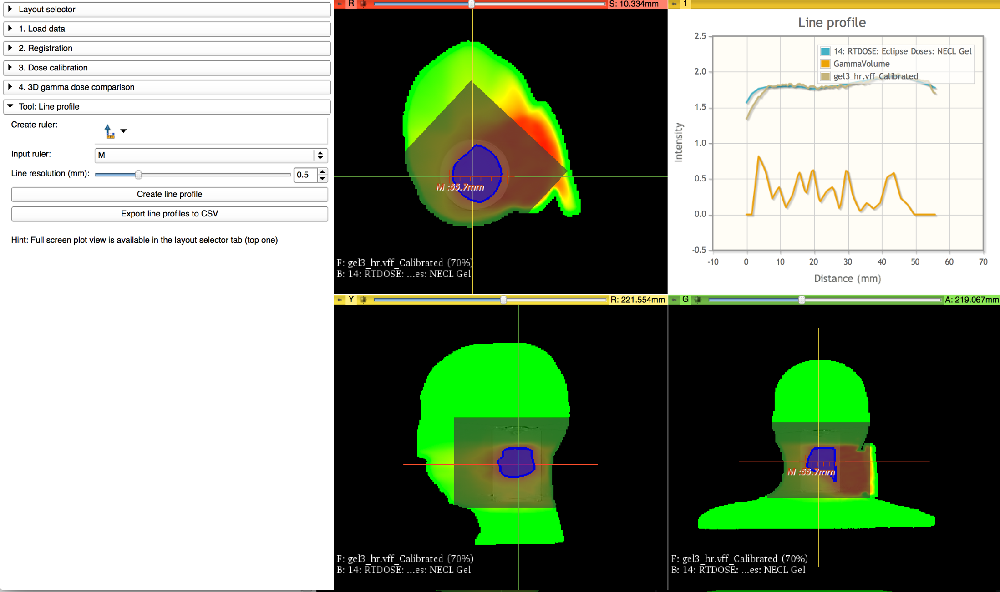 Layout selector
1. Load data
2. Registration
3. Dose calibration
4. 3D gamma dose comparison
Tool: Line profile
Create ruler:
Input ruler:
M
Line resolution (mm):
0.5
Create line profile
Export line profiles to CSV
Hint: Full screen plot view is available in the layout selector tab (top one)
R
S: 10.334mm
M :55.7mm
F: gel3_hr.vff_Calibrated (70%)
B: 14: RTDOSE: ...es: NECL Gel
1
Line profile
14: RTDOSE: Eclipse Doses: NECL Gel
GammaVolume
gel3_hr.vff_Calibrated
2.5
2.0
1.5
1.0
0.5
0.0
-0.5
Intensity
-10 0 10 20 30 40 50 60 70
Distance (mm)
Y
R: 221.554mm
F: gel3_hr.vff_Calibrated (70%)
B: 14: RTDOSE: ...es: NECL Gel
G
A: 219.067mm
M :55.7mm
F: gel3_hr.vff_Calibrated (70%)
B: 14: RTDOSE: ...es: NECL Gel